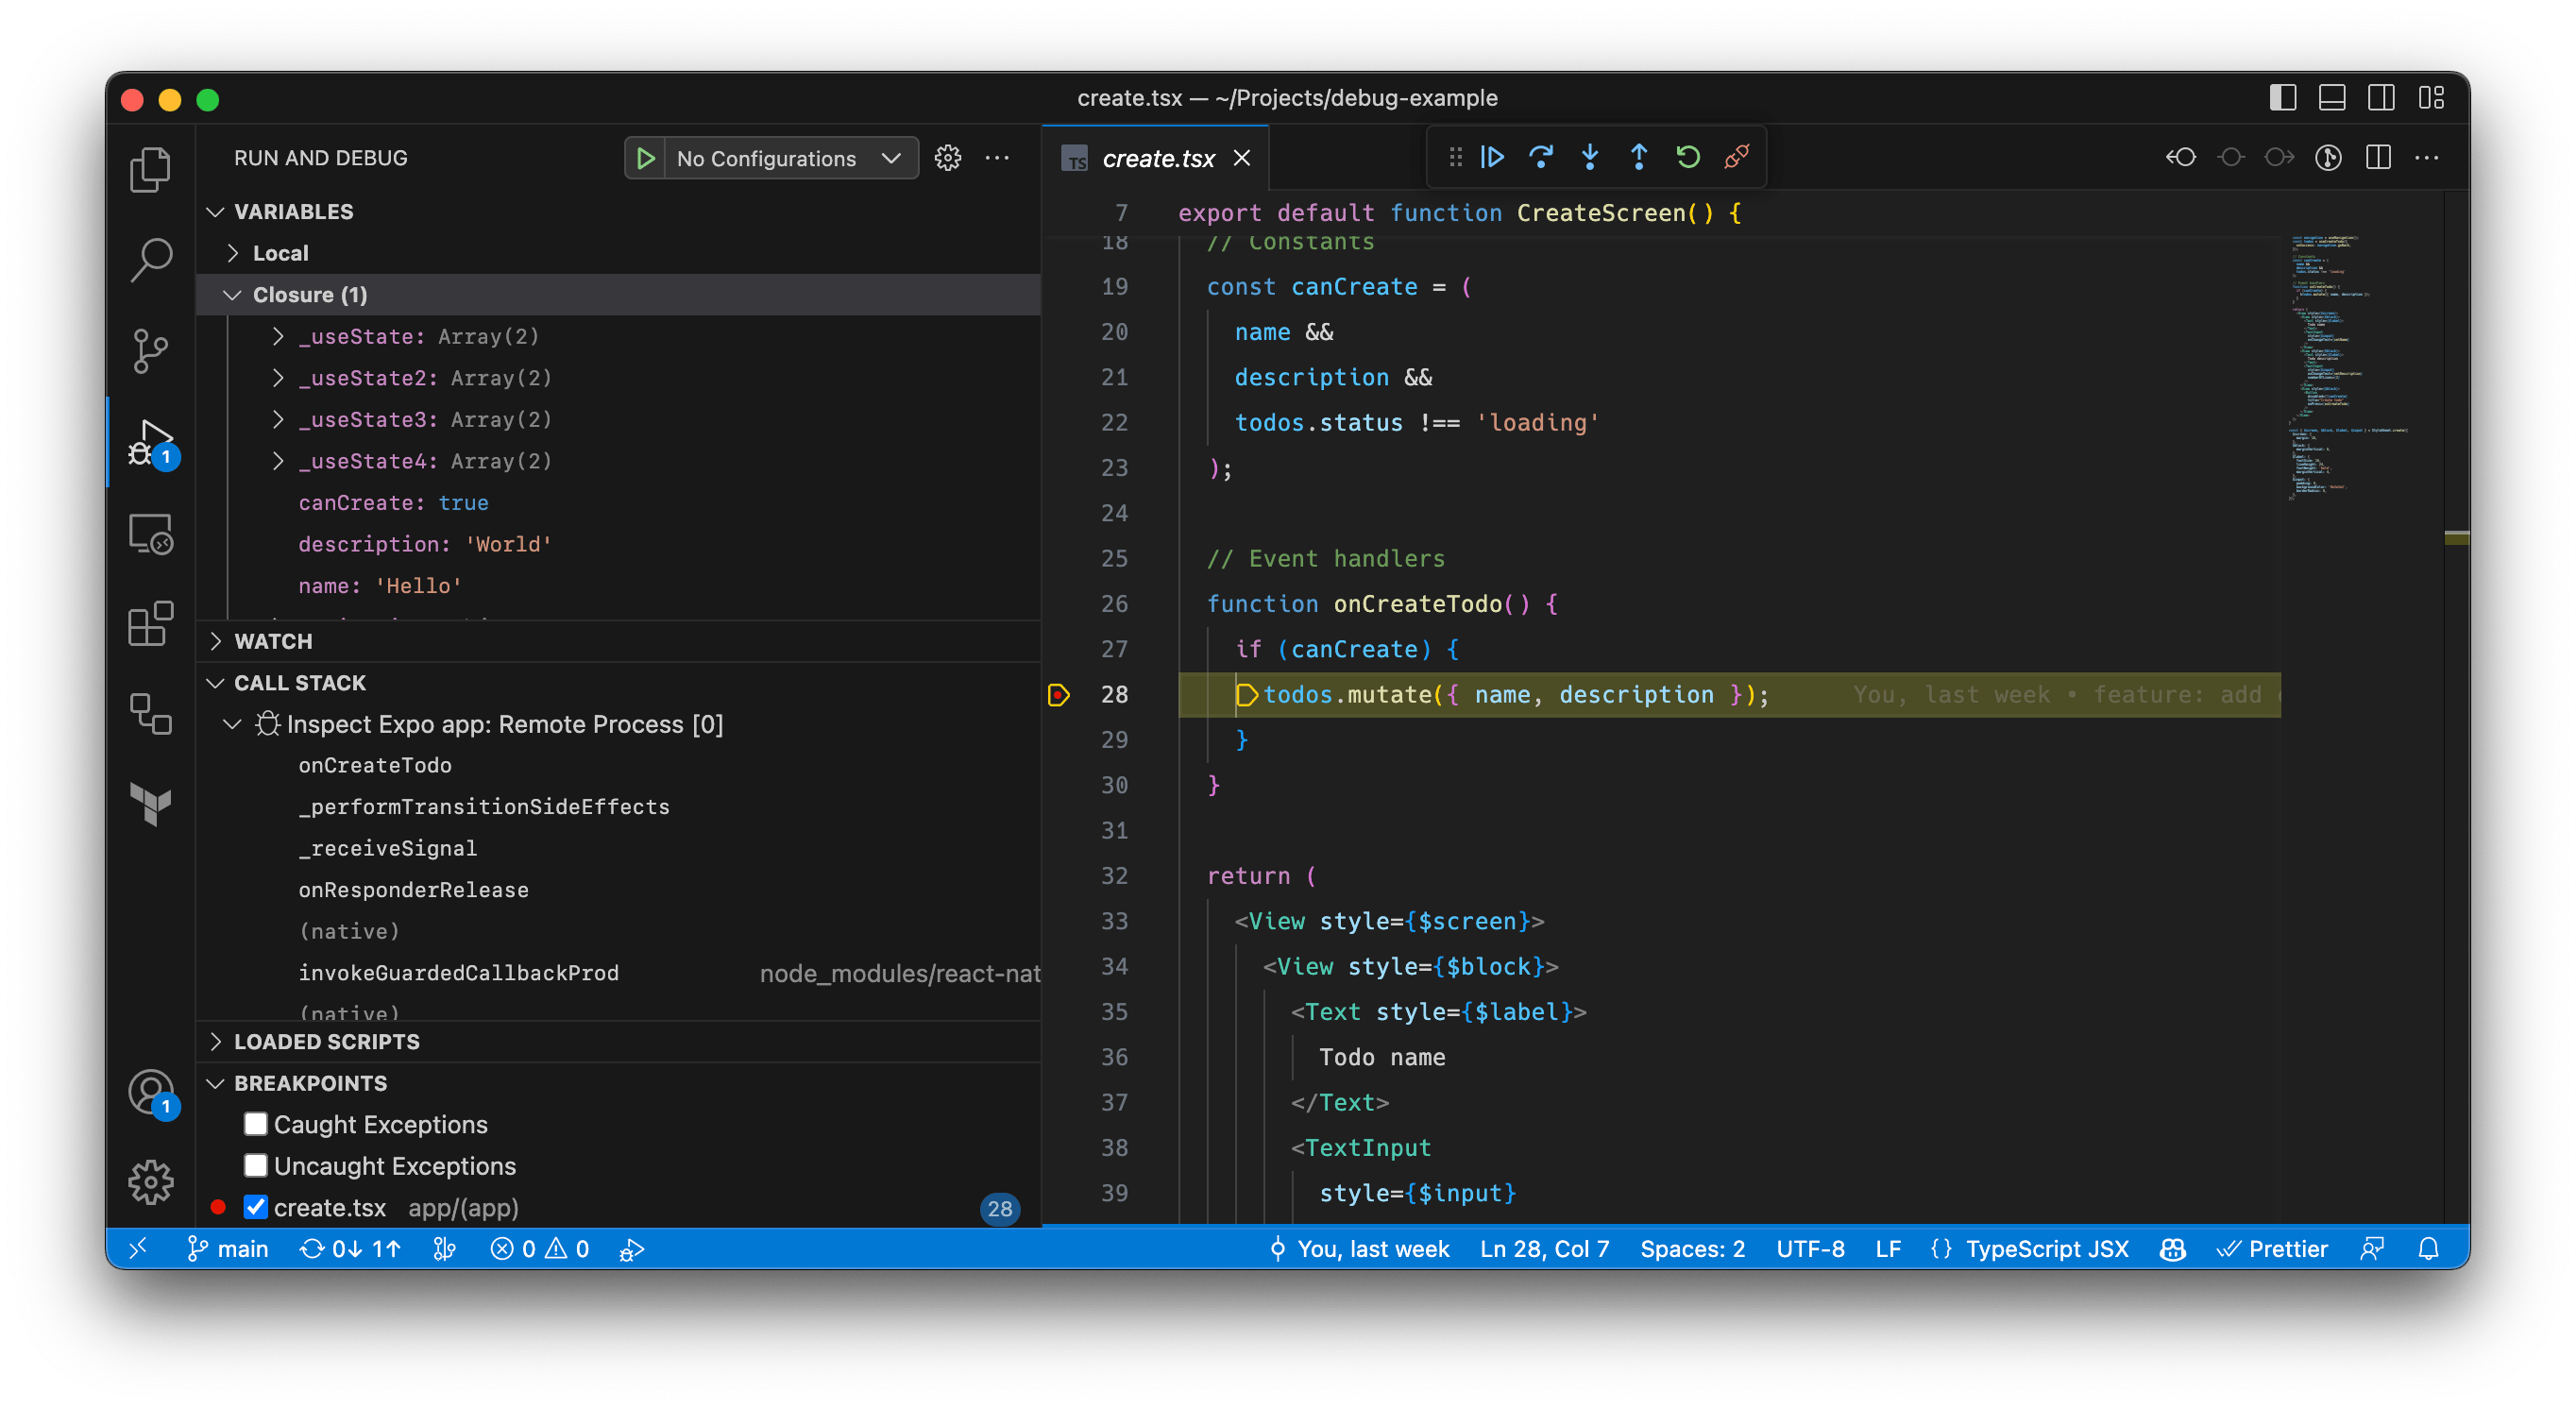 create.tsx — ~/Projects/debug-example
RUN AND DEBUG
No Configurations
VARIABLES
Local
Closure (1)
_useState: Array(2)
_useState2: Array(2)
_useState3: Array(2)
_useState4: Array(2)
canCreate: true
description: 'World'
name: 'Hello'
WATCH
CALL STACK
Inspect Expo app: Remote Process [0]
onCreateTodo
_performTransitionSideEffects
_receiveSignal
onResponderRelease
(native)
invokeGuardedCallbackProd node_modules/react-nat
(native)
LOADED SCRIPTS
BREAKPOINTS
Caught Exceptions
Uncaught Exceptions
create.tsx app/(app) 28
1
1
TS create.tsx
7 export default function CreateScreen() {
18 // Constants
19 const canCreate = (
20 name &&
21 description &&
22 todos.status !== 'loading'
23 );
24
25 // Event handlers
26 function onCreateTodo() {
27 if (canCreate) {
28 todos.mutate({ name, description }); You, last week • feature: add
29 }
30 }
31
32 return (
33 <View style={$screen}>
34 <View style={$block}>
35 <Text style={$label}>
36 Todo name
37 </Text>
38 <TextInput
39 style={$input}
main 0↓ 1↑ 0 0 You, last week Ln 28, Col 7 Spaces: 2 UTF-8 LF {} TypeScript JSX Prettier